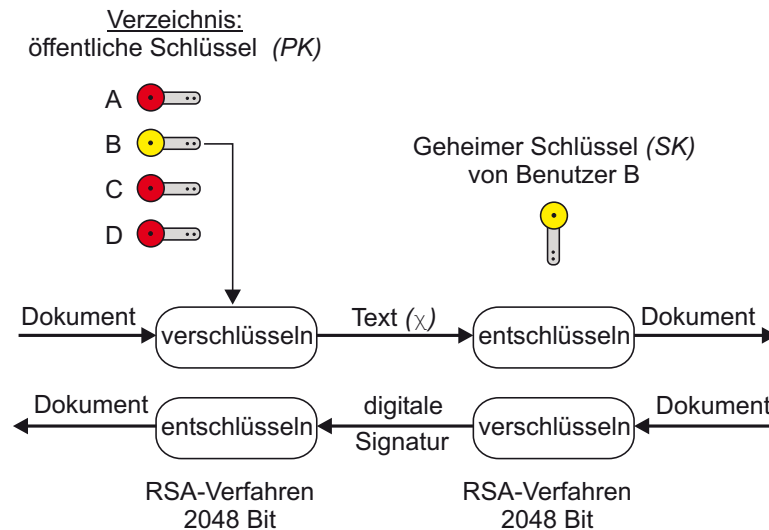 Verzeichnis:
öffentliche Schlüssel (PK)
A
B
C
D
Geheimer Schlüssel (SK)
von Benutzer B
Dokument
verschlüsseln
Text (χ)
entschlüsseln
Dokument
Dokument
entschlüsseln
digitale
Signatur
verschlüsseln
Dokument
RSA-Verfahren
2048 Bit
RSA-Verfahren
2048 Bit